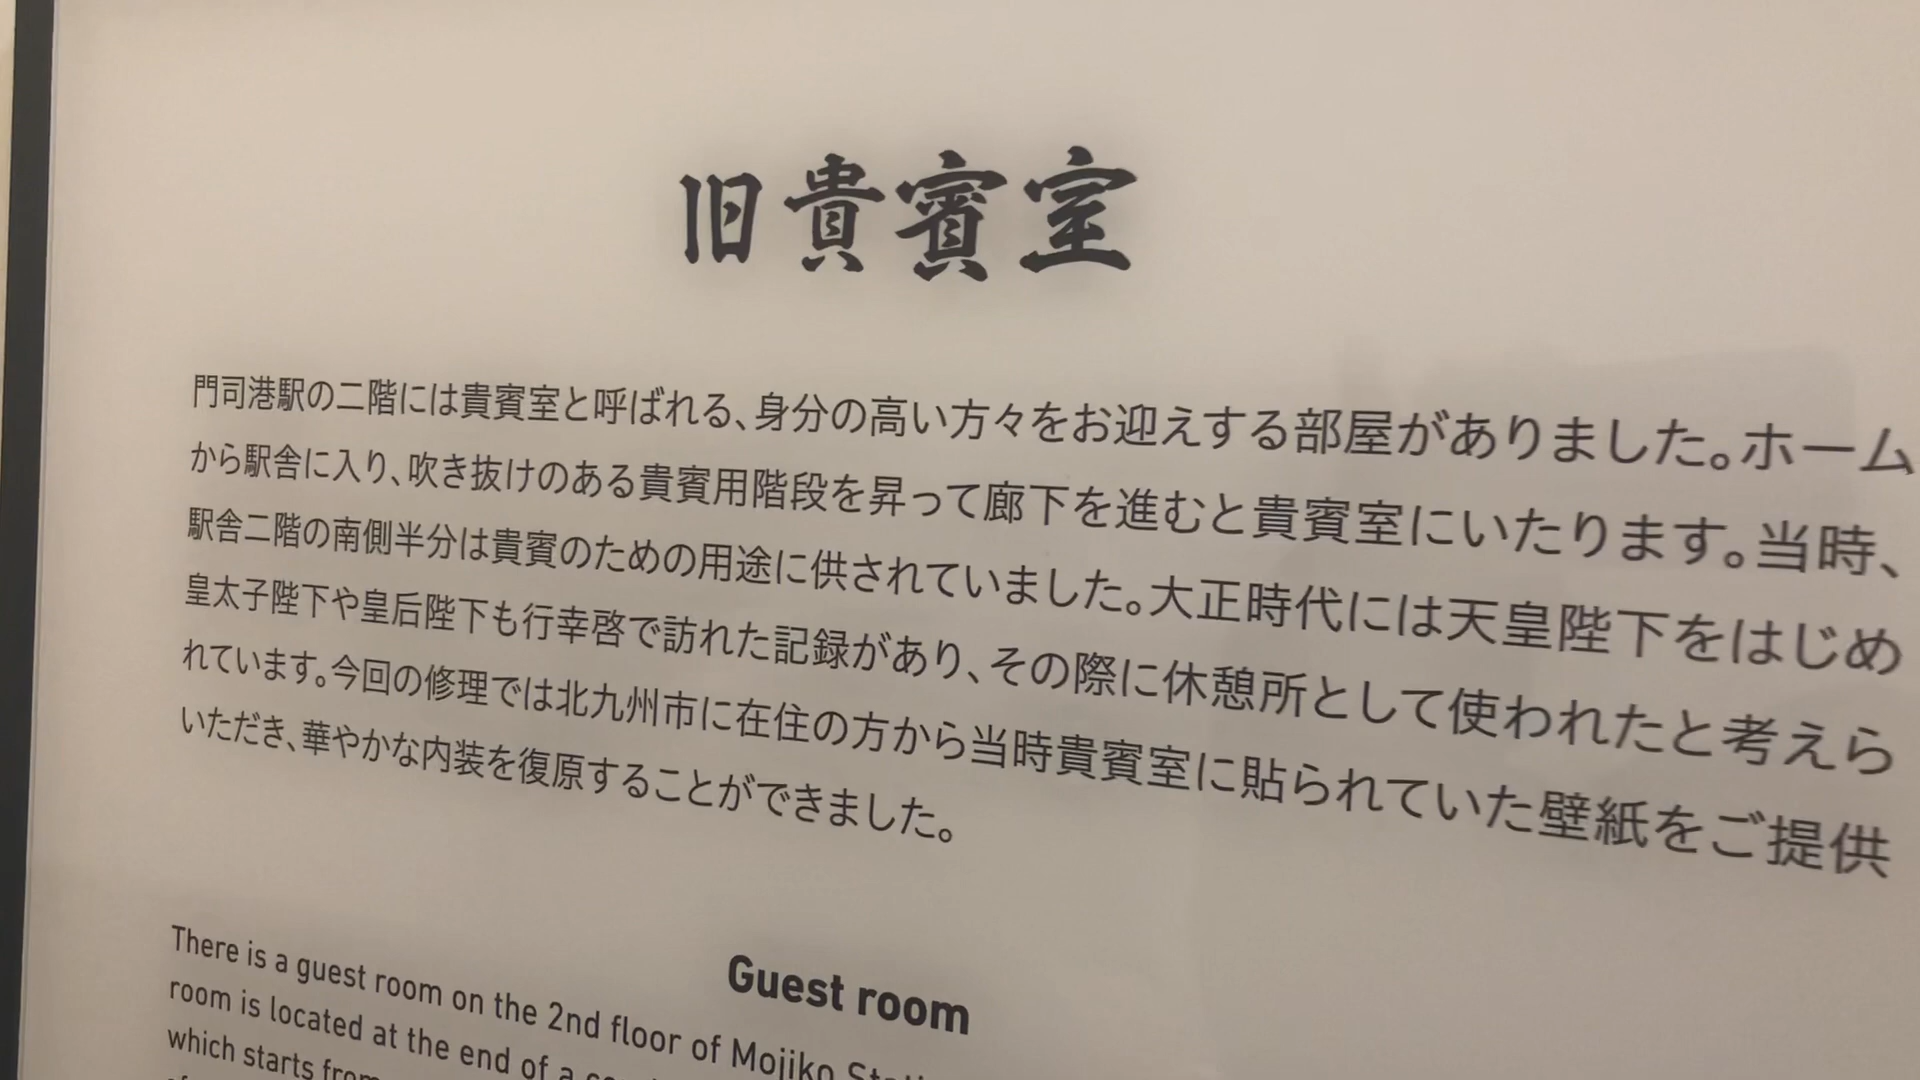 旧貴賓室
門司港駅の二階には貴賓室と呼ばれる、身分の高い方々をお迎えする部屋がありました。ホーム
から駅舎に入り、吹き抜けのある貴賓用階段を昇って廊下を進むと貴賓室にいたります。当時、
駅舎二階の南側半分は貴賓のための用途に供されていました。大正時代には天皇陛下をはじめ
皇太子陛下や皇后陛下も行幸啓で訪れた記録があり、その際に休憩所として使われたと考えら
れています。今回の修理では北九州市に在住の方から当時貴賓室に貼られていた壁紙をご提供
いただき、華やかな内装を復原することができました。
Guest room
There is a guest room on the 2nd floor of Mojiko
room is located at the end of a
which starts from